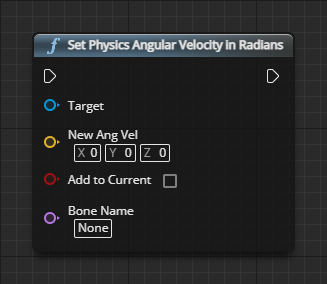 f Set Physics Angular Velocity in Radians
Target
New Ang Vel
X 0 Y 0 Z 0
Add to Current
Bone Name
None